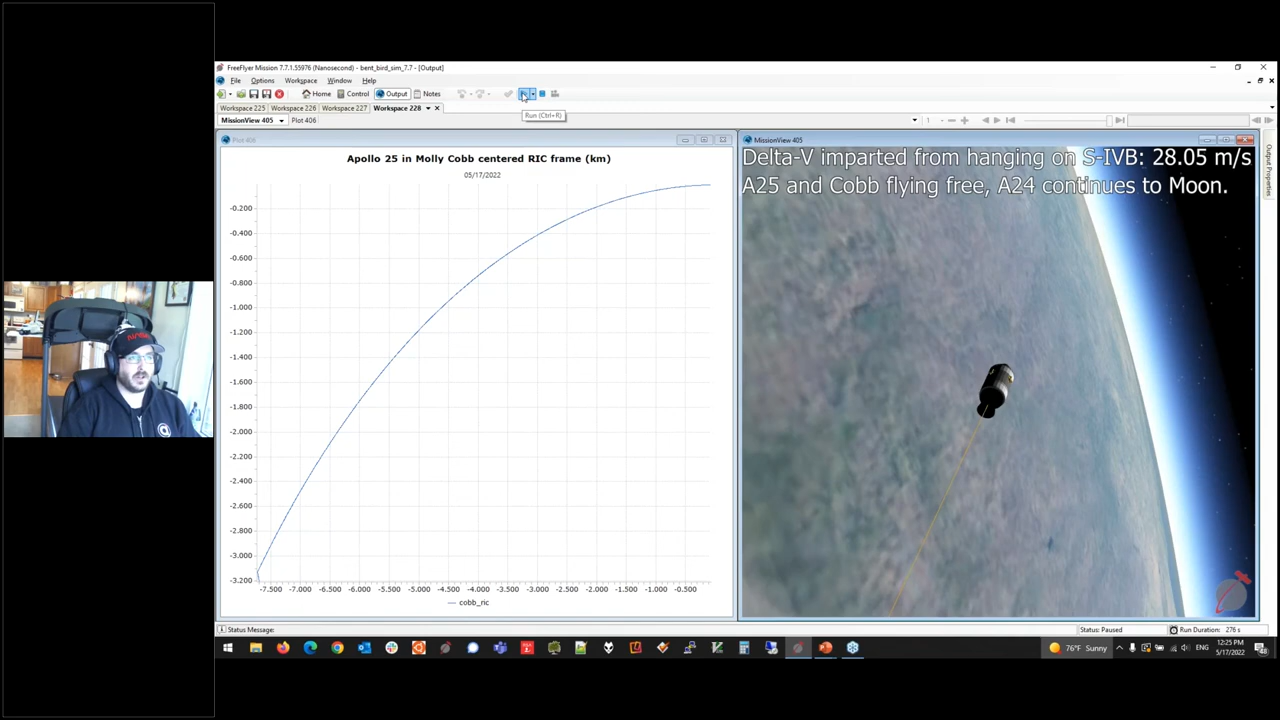 FreeFlyer Mission 7.7.1.55976 (Nanosecond) - bent_bird_sim_7.7 - [Output]
File Options Workspace Window Help
Home Control Output Notes
Workspace 225 Workspace 226 Workspace 227 Workspace 228
Run (Ctrl+R)
MissionView 405 Plot 406
1
Plot 406
MissionView 405
Output Properties
Apollo 25 in Molly Cobb centered RIC frame (km)
05/17/2022
Delta-V imparted from hanging on S-IVB: 28.05 m/s
A25 and Cobb flying free, A24 continues to Moon.
-0.200
-0.400
-0.600
-0.800
-1.000
-1.200
-1.400
-1.600
-1.800
-2.000
-2.200
-2.400
-2.600
-2.800
-3.000
-3.200
-7.500 -7.000 -6.500 -6.000 -5.500 -5.000 -4.500 -4.000 -3.500 -3.000 -2.500 -2.000 -1.500 -1.000 -0.500
cobb_ric
Status Message: Status: Paused Run Duration: 276 s
76°F Sunny ENG 12:25 PM
5/17/2022